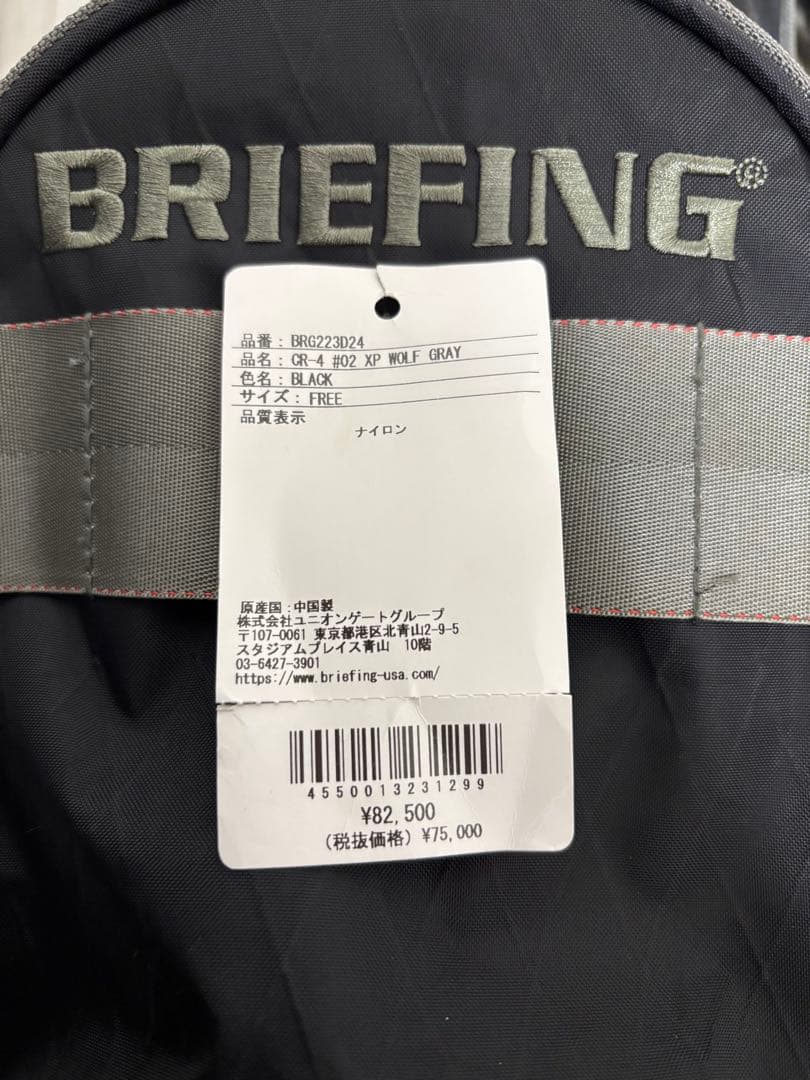 BRIEFING®
品番：BRG223D24
品名：CR-4 #02 XP WOLF GRAY
色名：BLACK
サイズ：FREE
品質表示
ナイロン
原産国：中国製
株式会社ユニオンゲートグループ
〒107-0061 東京都港区北青山2-9-5
スタジアムプレイス青山 10階
03-6427-3901
https://www.briefing-usa.com/
4550013231299
¥82,500
（税抜価格）¥75,000